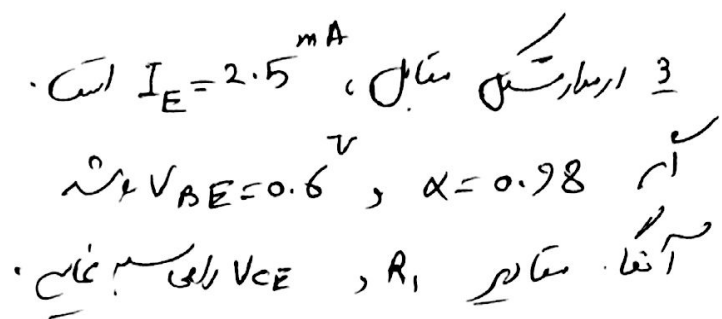 3 در مدار شکل مقابل، I_E = 2.5 mA است.
اگر α = 0.98 و V_BE = 0.6 V باشد
آنگاه مقادیر R_1 و V_CE را محاسبه نمایید.